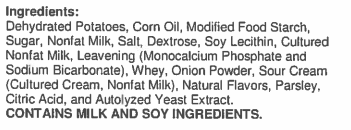 Ingredients:
Dehydrated Potatoes, Corn Oil, Modified Food Starch,
Sugar, Nonfat Milk, Salt, Dextrose, Soy Lecithin, Cultured
Nonfat Milk, Leavening (Monocalcium Phosphate and
Sodium Bicarbonate), Whey, Onion Powder, Sour Cream
(Cultured Cream, Nonfat Milk), Natural Flavors, Parsley,
Citric Acid, and Autolyzed Yeast Extract.
CONTAINS MILK AND SOY INGREDIENTS.